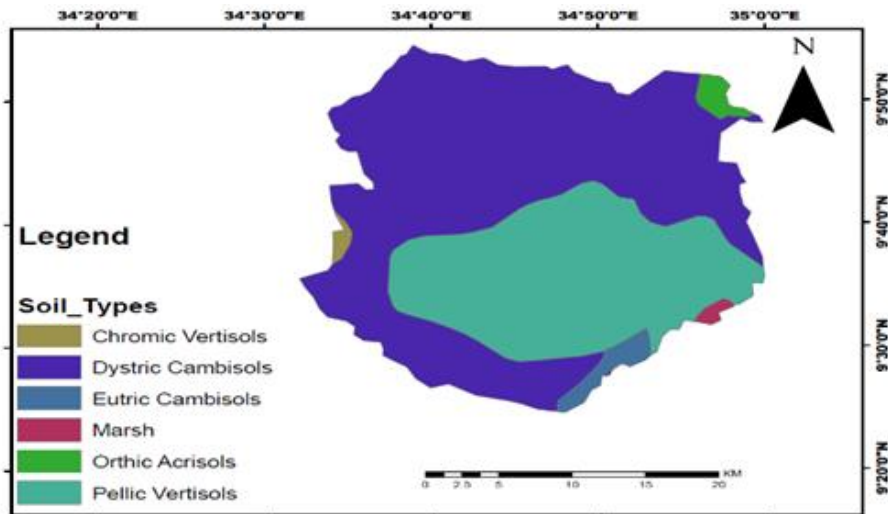 34°20'0"E 34°30'0"E 34°40'0"E 34°50'0"E 35°0'0"E
N
9°50'0"N
9°40'0"N
Legend
Soil_Types
Chromic Vertisols
9°30'0"N
Dystric Cambisols
Eutric Cambisols
Marsh
Orthic Acrisols
9°20'0"N
Pellic Vertisols
KM
0 2.5 5 10 15 20